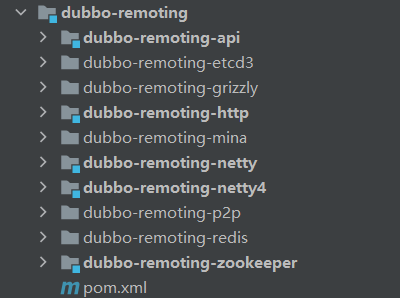 dubbo-remoting
dubbo-remoting-api
dubbo-remoting-etcd3
dubbo-remoting-grizzly
dubbo-remoting-http
dubbo-remoting-mina
dubbo-remoting-netty
dubbo-remoting-netty4
dubbo-remoting-p2p
dubbo-remoting-redis
dubbo-remoting-zookeeper
m pom.xml